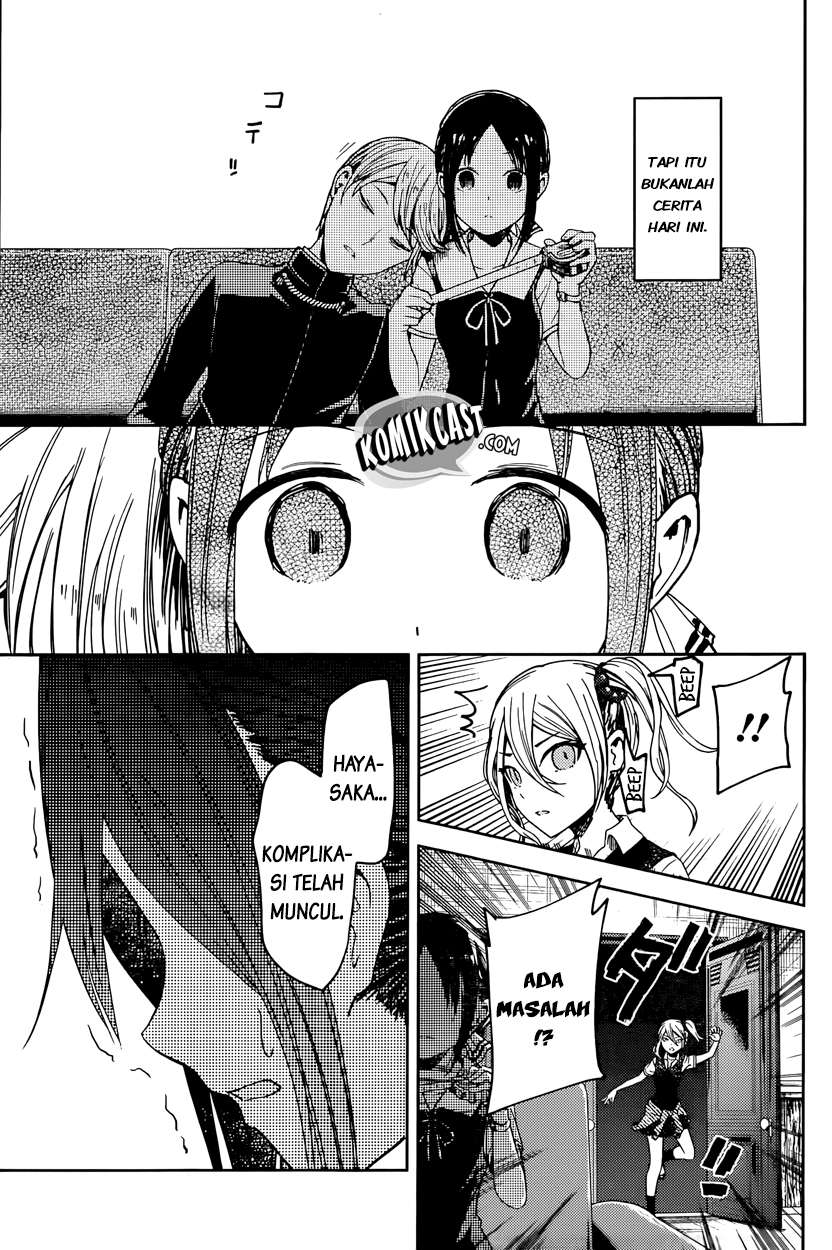 TAPI ITU
BUKANLAH
CERITA
HARI INI.
コ
テ
!!
KOMIKCAST
.COM
!!
BEEP
BEEP
HAYA-
SAKA...
KOMPLIKA-
SI TELAH
MUNCUL.
ADA
MASALAH
!?
ダッ
!!